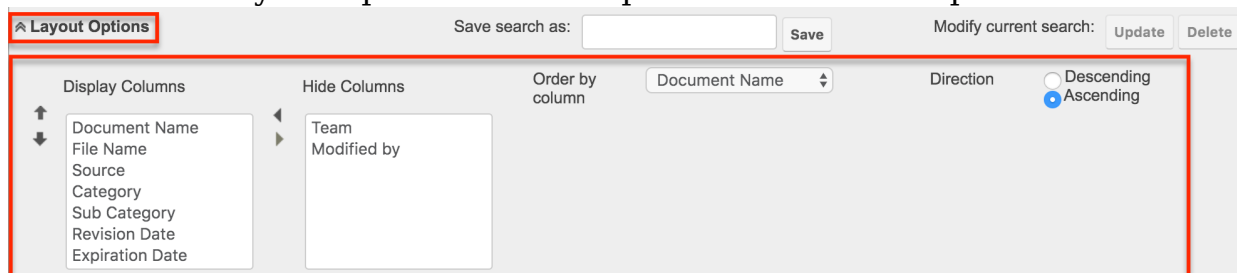 Layout Options Save search as: Save Modify current search: Update Delete
Display Columns Hide Columns Order by column Document Name Direction Descending
Ascending
Document Name
File Name
Source
Category
Sub Category
Revision Date
Expiration Date
Team
Modified by